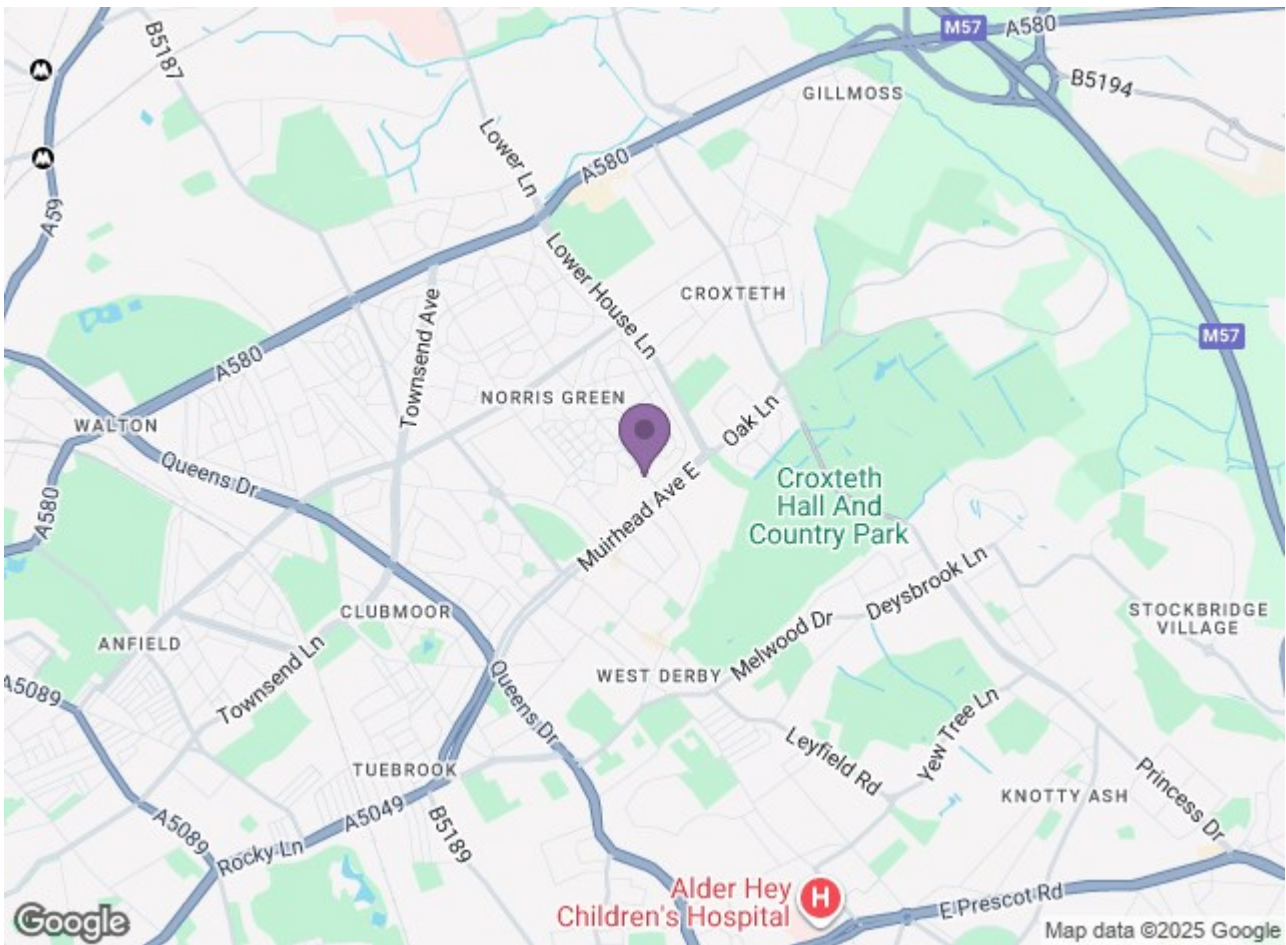 M57
A580
B5187
B5194
GILLMOSS
Lower Ln
A580
A59
Lower House Ln
CROXTETH
M57
Townsend Ave
A580
NORRIS GREEN
Oak Ln
WALTON
Queens Dr
Muirhead Ave E
Croxteth
Hall And
Country Park
A580
Deysbrook Ln
CLUBMOOR
STOCKBRIDGE
VILLAGE
ANFIELD
Melwood Dr
Townsend Ln
WEST DERBY
A5089
Queens Dr
Yew Tree Ln
Leyfield Rd
TUEBROOK
KNOTTY ASH
Princess Dr
A5049
A5089
B5189
Rocky Ln
Alder Hey
Children's Hospital
H
E Prescot Rd
Google
Map data ©2025 Google